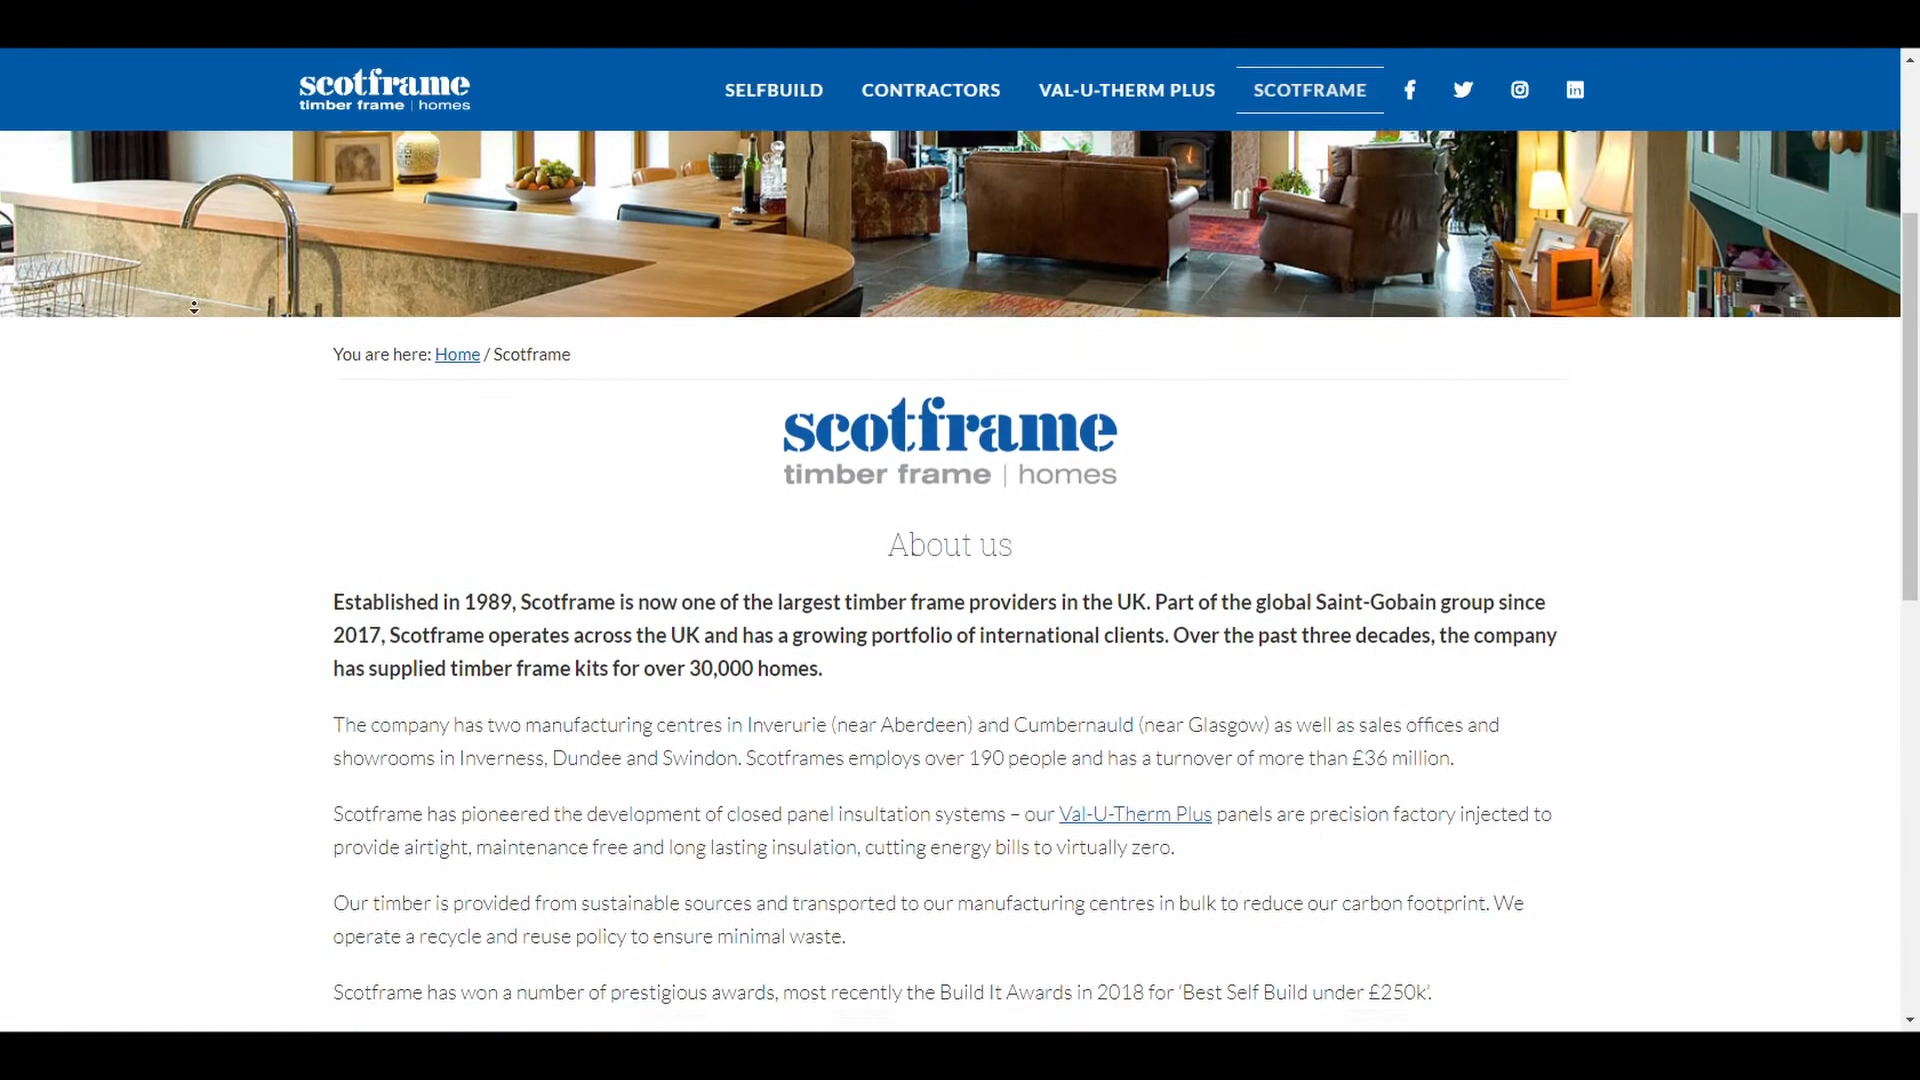 scotframe
timber frame | homes
SELFBUILD CONTRACTORS VAL-U-THERM PLUS SCOTFRAME
You are here: Home / Scotframe
scotframe
timber frame | homes
About us
Established in 1989, Scotframe is now one of the largest timber frame providers in the UK. Part of the global Saint-Gobain group since
2017, Scotframe operates across the UK and has a growing portfolio of international clients. Over the past three decades, the company
has supplied timber frame kits for over 30,000 homes.
The company has two manufacturing centres in Inverurie (near Aberdeen) and Cumbernauld (near Glasgow) as well as sales offices and
showrooms in Inverness, Dundee and Swindon. Scotframes employs over 190 people and has a turnover of more than £36 million.
Scotframe has pioneered the development of closed panel insultation systems – our Val-U-Therm Plus panels are precision factory injected to
provide airtight, maintenance free and long lasting insulation, cutting energy bills to virtually zero.
Our timber is provided from sustainable sources and transported to our manufacturing centres in bulk to reduce our carbon footprint. We
operate a recycle and reuse policy to ensure minimal waste.
Scotframe has won a number of prestigious awards, most recently the Build It Awards in 2018 for ‘Best Self Build under £250k’.